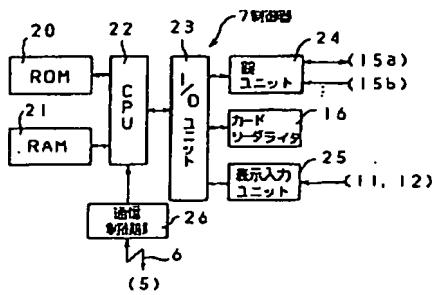 7制御器
20
ROM
21
RAM
22
CPU
23
I/Oユニット
24
錠
ユニット
(15a)
(15b)
カード
リーダライタ
16
表示入力
ユニット
25
(11, 12)
通信
制御部
26
6
(5)